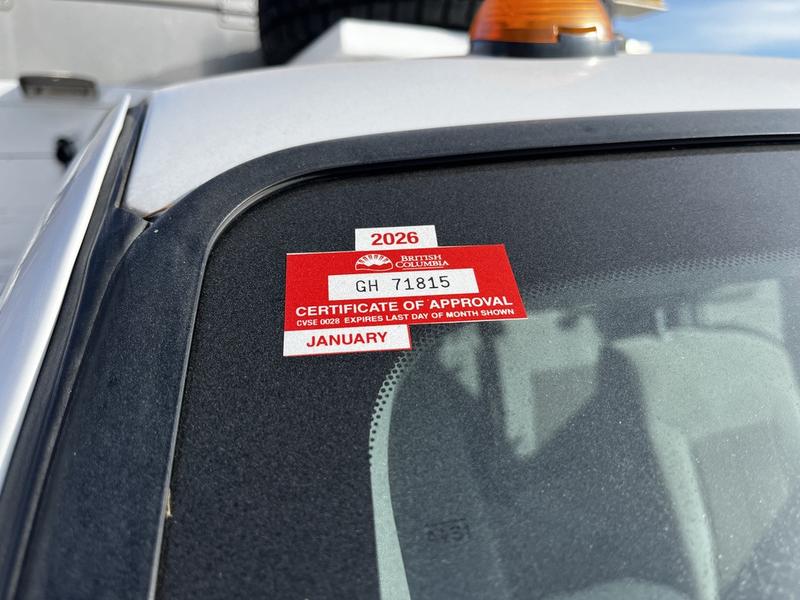 2026
BRITISH
COLUMBIA
GH 71815
CERTIFICATE OF APPROVAL
CVSE 0028 EXPIRES LAST DAY OF MONTH SHOWN
JANUARY